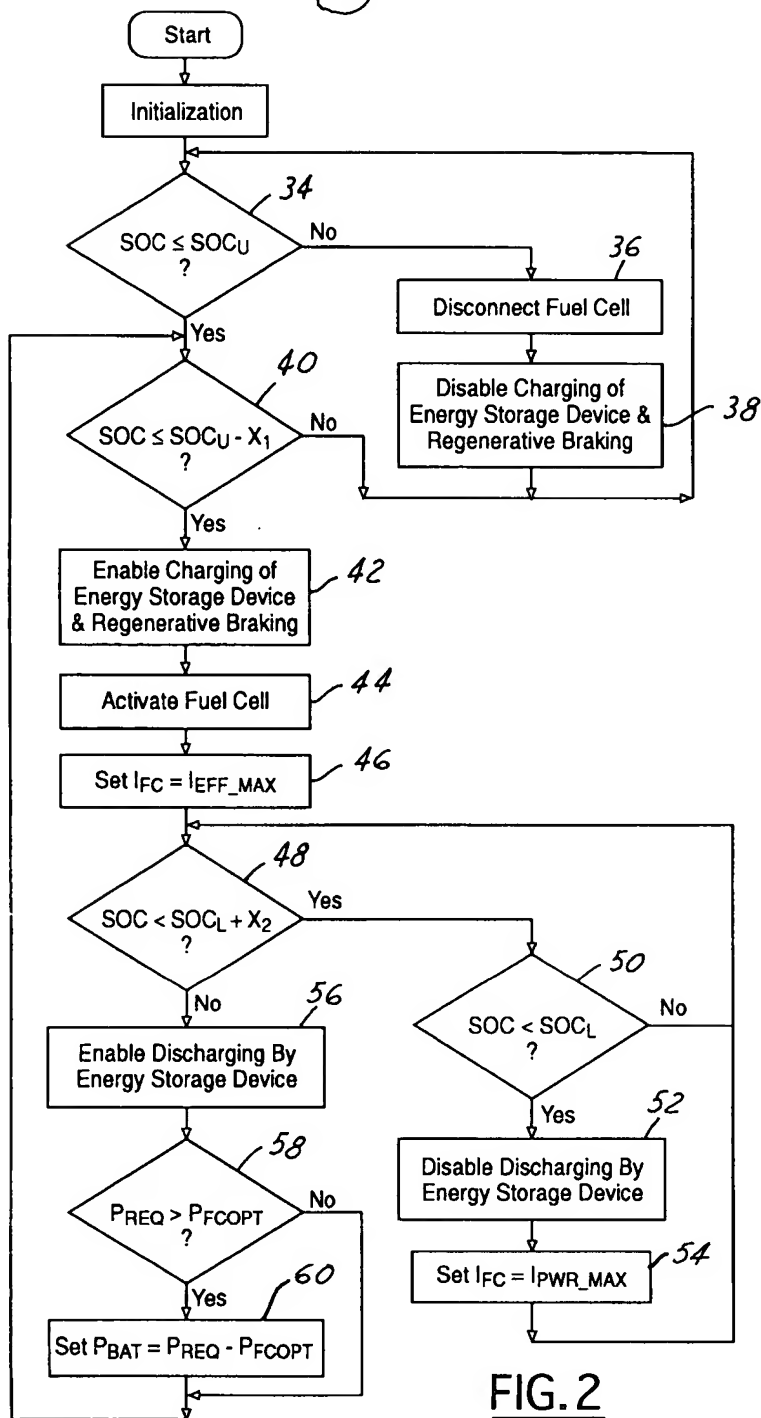 Start
Initialization
34
SOC ≤ SOCU
?
No
Yes
36
Disconnect Fuel Cell
Disable Charging of
Energy Storage Device &
Regenerative Braking
38
40
SOC ≤ SOCU - X1
?
No
Yes
Enable Charging of
Energy Storage Device
& Regenerative Braking
42
Activate Fuel Cell
44
Set IFC = IEFF_MAX
46
48
SOC < SOCL + X2
?
Yes
No
50
SOC < SOCL
?
No
Yes
52
Disable Discharging By
Energy Storage Device
Set IFC = IPWR_MAX
54
56
Enable Discharging By
Energy Storage Device
58
PREQ > PFCOPT
?
No
Yes
60
Set PBAT = PREQ - PFCOPT
FIG. 2